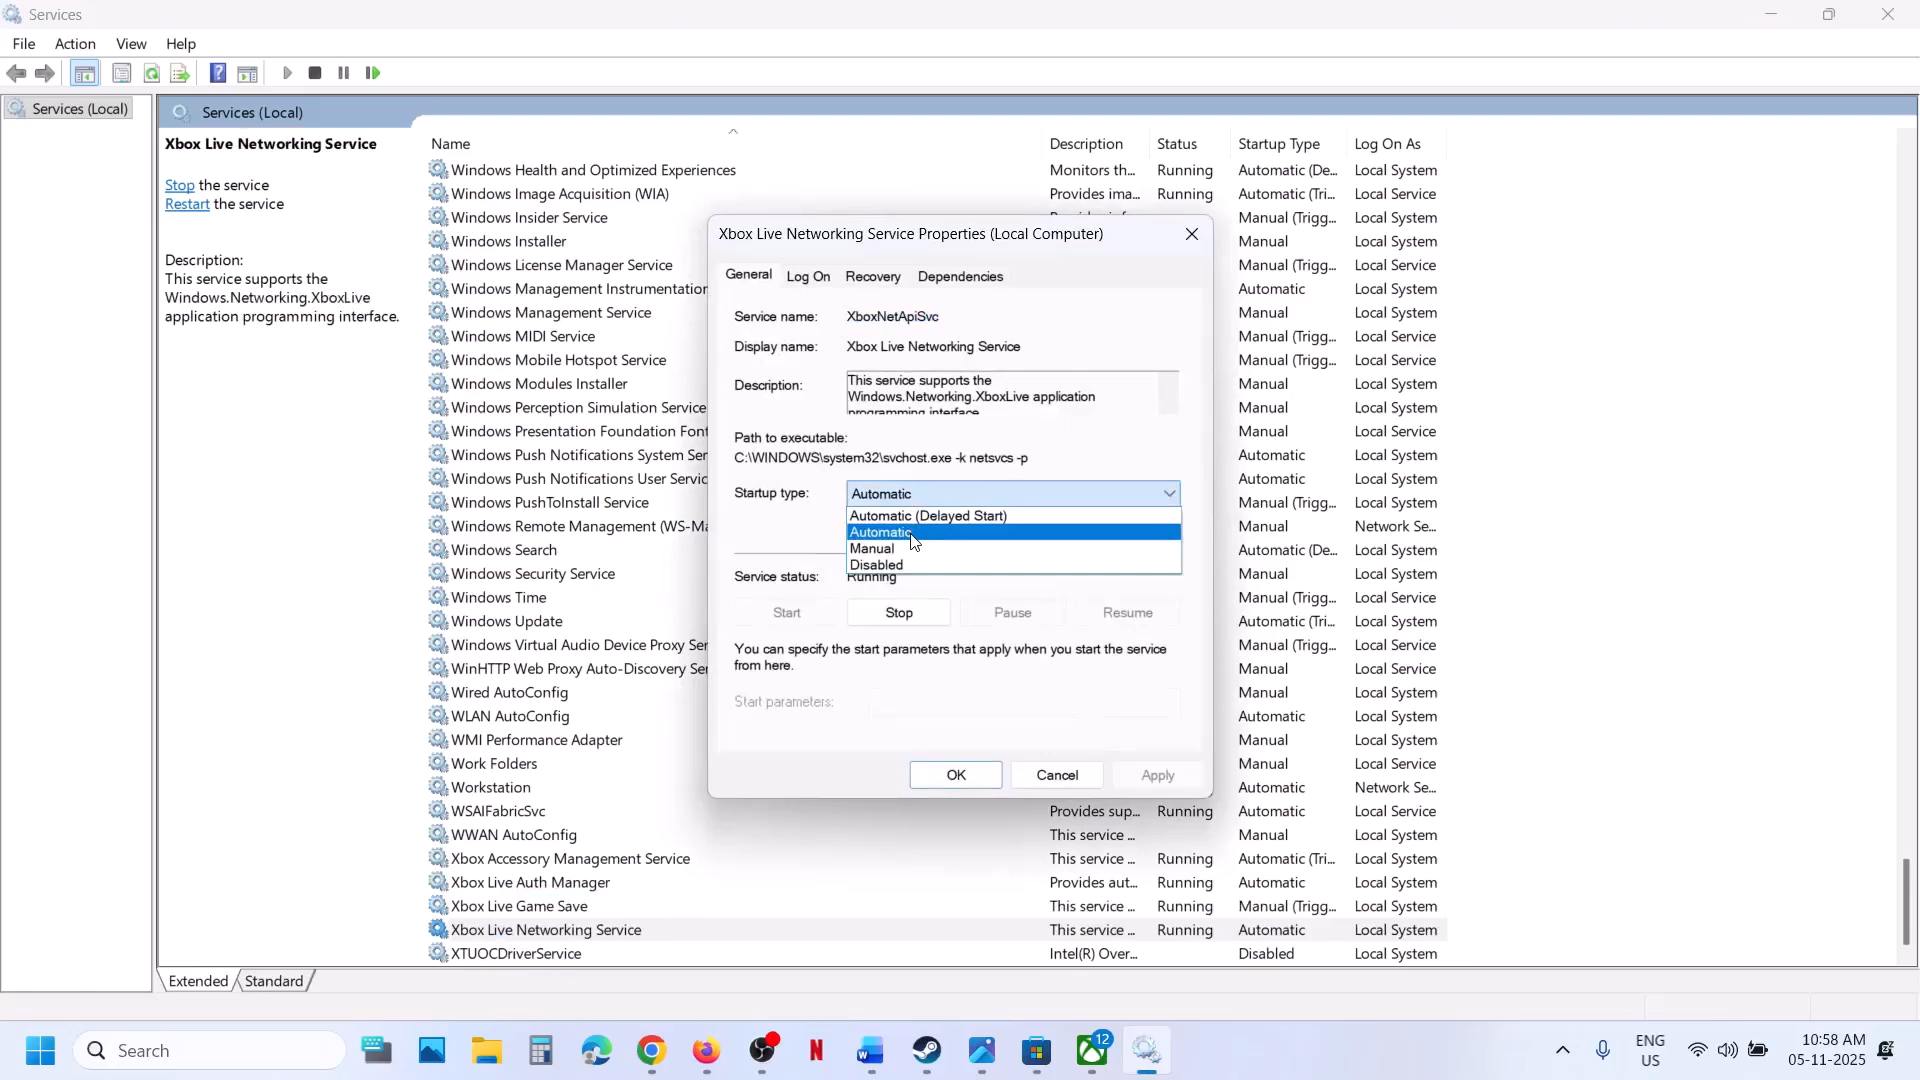 Services
File Action View Help
Services (Local)
Services (Local)
Xbox Live Networking Service
Stop the service
Restart the service
Description:
This service supports the
Windows.Networking.XboxLive
application programming interface.
Name Description Status Startup Type Log On As
Windows Health and Optimized Experiences Monitors th... Running Automatic (De... Local System
Windows Image Acquisition (WIA) Provides ima... Running Automatic (Tri... Local Service
Windows Insider Service Manual (Trigg... Local System
Windows Installer Manual Local System
Windows License Manager Service Manual (Trigg... Local Service
Windows Management Instrumentation Automatic Local System
Windows Management Service Manual Local System
Windows MIDI Service Manual (Trigg... Local Service
Windows Mobile Hotspot Service Manual (Trigg... Local Service
Windows Modules Installer Manual Local System
Windows Perception Simulation Service Manual Local System
Windows Presentation Foundation Font Manual Local Service
Windows Push Notifications System Ser Automatic Local System
Windows Push Notifications User Servic Automatic Local System
Windows PushToInstall Service Manual (Trigg... Local System
Windows Remote Management (WS-Ma Manual Network Se...
Windows Search Automatic (De... Local System
Windows Security Service Manual Local System
Windows Time Manual (Trigg... Local Service
Windows Update Automatic (Tri... Local System
Windows Virtual Audio Device Proxy Ser Manual (Trigg... Local System
WinHTTP Web Proxy Auto-Discovery Ser Manual Local Service
Wired AutoConfig Manual Local System
WLAN AutoConfig Automatic Local System
WMI Performance Adapter Manual Local System
Work Folders Manual Local Service
Workstation Automatic Network Se...
WSAIFabricSvc Provides sup... Running Automatic Local Service
WWAN AutoConfig This service ... Manual Local System
Xbox Accessory Management Service This service ... Running Automatic (Tri... Local System
Xbox Live Auth Manager Provides aut... Running Automatic Local System
Xbox Live Game Save This service ... Running Manual (Trigg... Local System
Xbox Live Networking Service This service ... Running Automatic Local System
XTUOCDriverService Intel(R) Over... Disabled Local System
Extended Standard
Xbox Live Networking Service Properties (Local Computer)
General Log On Recovery Dependencies
Service name: XboxNetApiSvc
Display name: Xbox Live Networking Service
Description: This service supports the
Windows.Networking.XboxLive application
programming interface
Path to executable:
C:\WINDOWS\system32\svchost.exe -k netsvcs -p
Startup type: Automatic
Automatic (Delayed Start)
Automatic
Manual
Disabled
Service status: Running
Start Stop Pause Resume
You can specify the start parameters that apply when you start the service
from here.
Start parameters:
OK Cancel Apply
Search
12
ENG
US
10:58 AM
05-11-2025